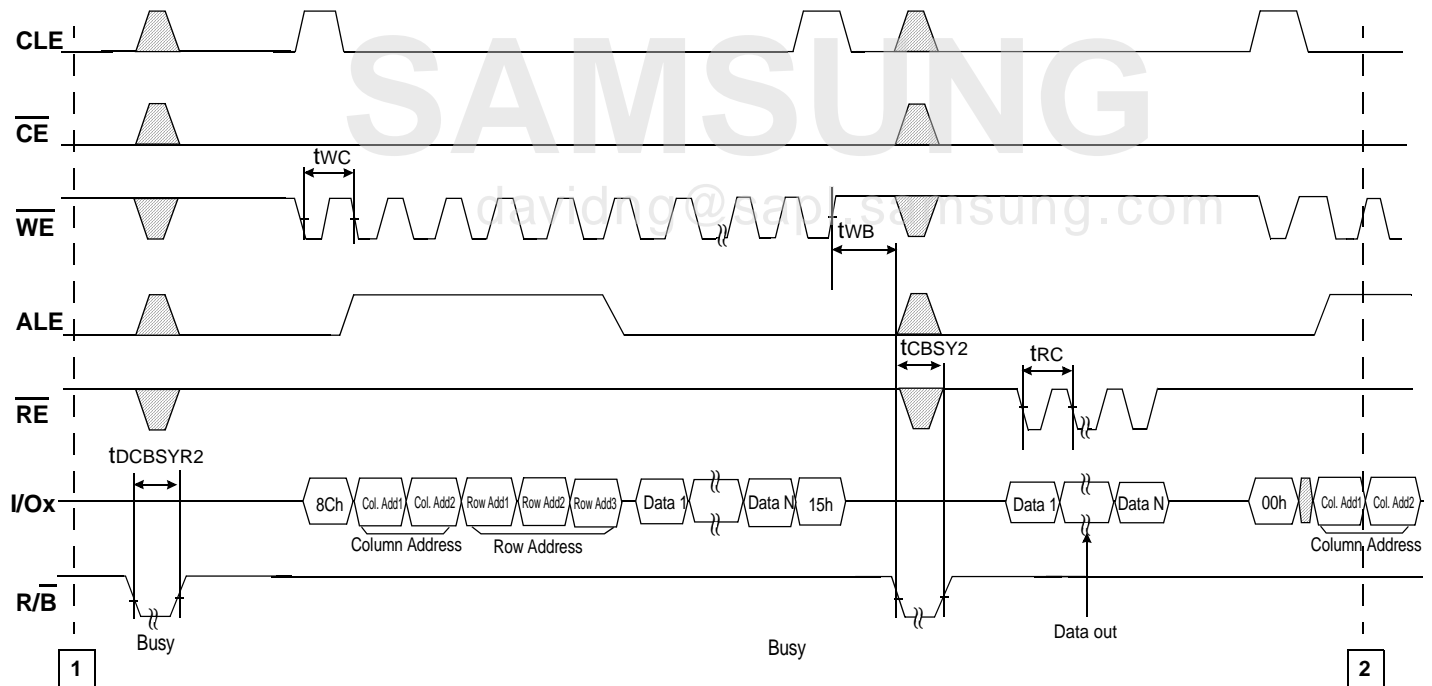 CLE
SAMSUNG
CE
tWC
davidng@sapl.samsung.com
WE
tWB
ALE
tCBSY2
tRC
RE
tDCBSYR2
I/Ox
8Ch Col. Add1 Col. Add2 Row Add1 Row Add2 Row Add3 Data 1 Data N 15h Data 1 Data N 00h Col. Add1 Col. Add2
Column Address Row Address Column Address
R/B
Busy Busy Data out
1 2